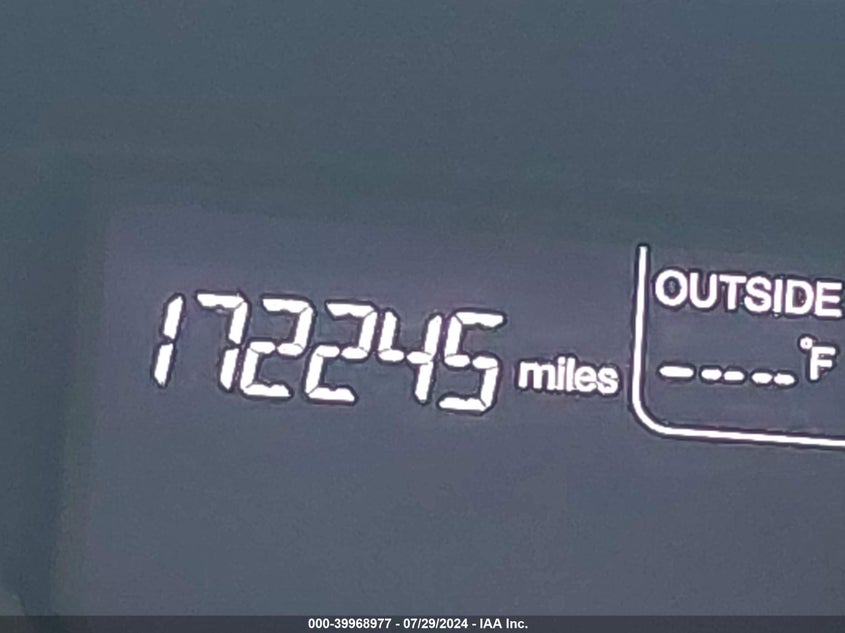 172245 miles
OUTSIDE
----°F
000-39968977 - 07/29/2024 - IAA Inc.